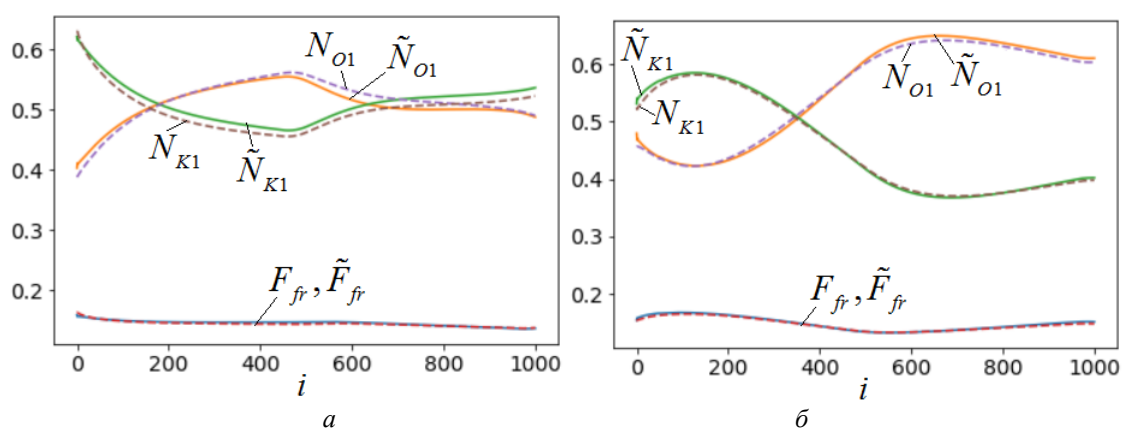 0.6
0.5
0.4
0.3
0.2
N_{O1}
Ñ_{O1}
N_{K1}
Ñ_{K1}
F_{fr}, F̃_{fr}
0 200 400 600 800 1000
i
а
0.6
0.5
0.4
0.3
0.2
Ñ_{K1}
N_{K1}
N_{O1}
Ñ_{O1}
F_{fr}, F̃_{fr}
0 200 400 600 800 1000
i
б